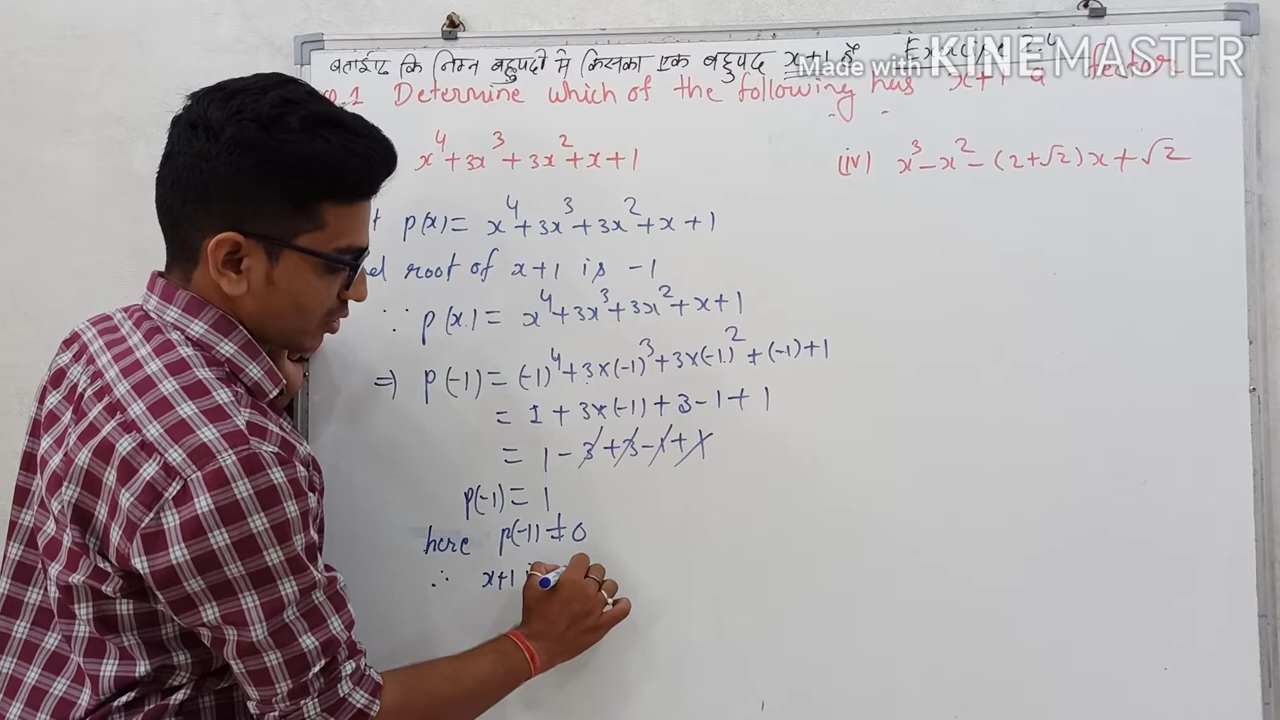 बताईए कि निम्न बहुपदो मे किसका एक बहुपद x+1 है
Made with KINEMASTER
Q.1 Determine which of the following has x+1 a factor
x⁴+3x³+3x²+x+1
(iv) x³-x²-(2+√2)x+√2
p(x)= x⁴+3x³+3x²+x+1
root of x+1 is -1
∵ p(x)= x⁴+3x³+3x²+x+1
=) p(-1)=(-1)⁴+3×(-1)³+3×(-1)²+(-1)+1
= 1+3×(-1)+3-1+1
= 1-3+3-1+1
p(-1)=1
here p(-1)≠0
∴ x+1